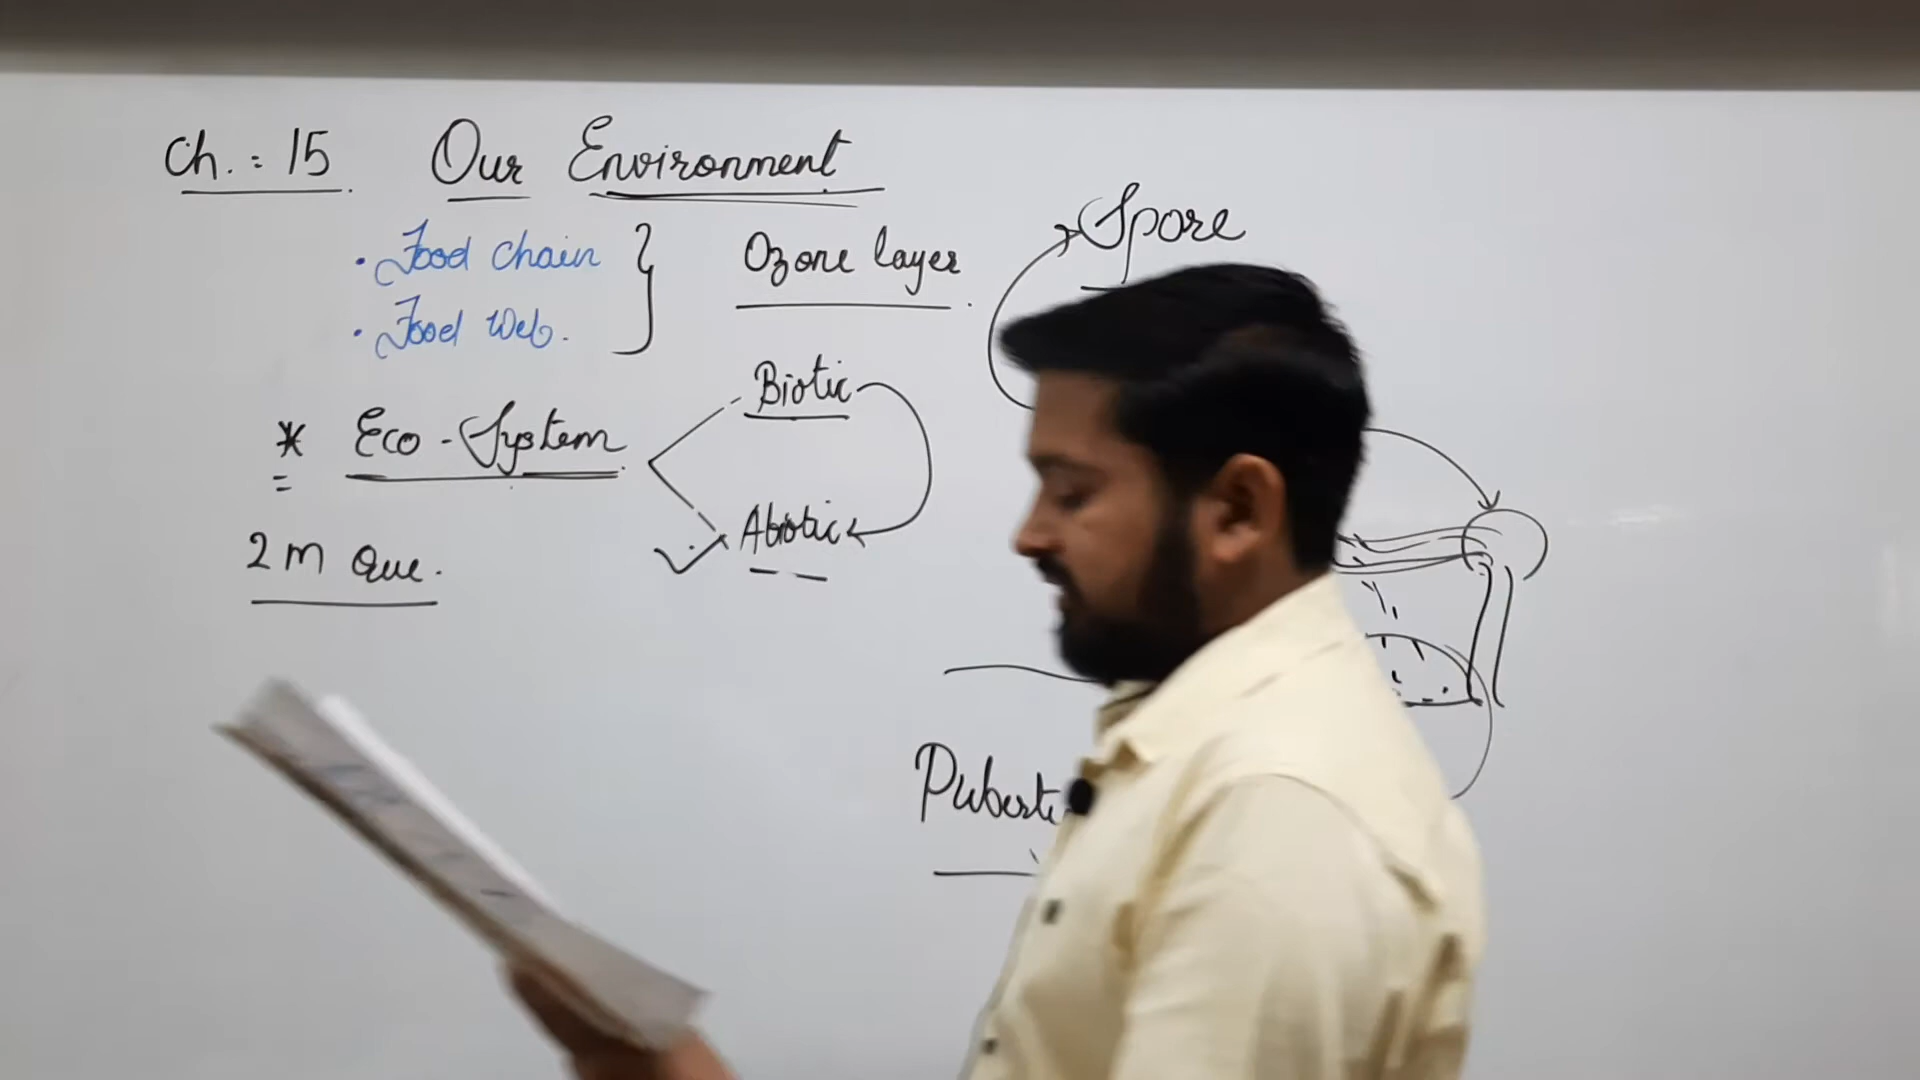 Ch. : 15 Our Environment
• Food chain
• Food Web.
Ozone layer
Spore
* Eco-System
Biotic
Abiotic
2 m Que.